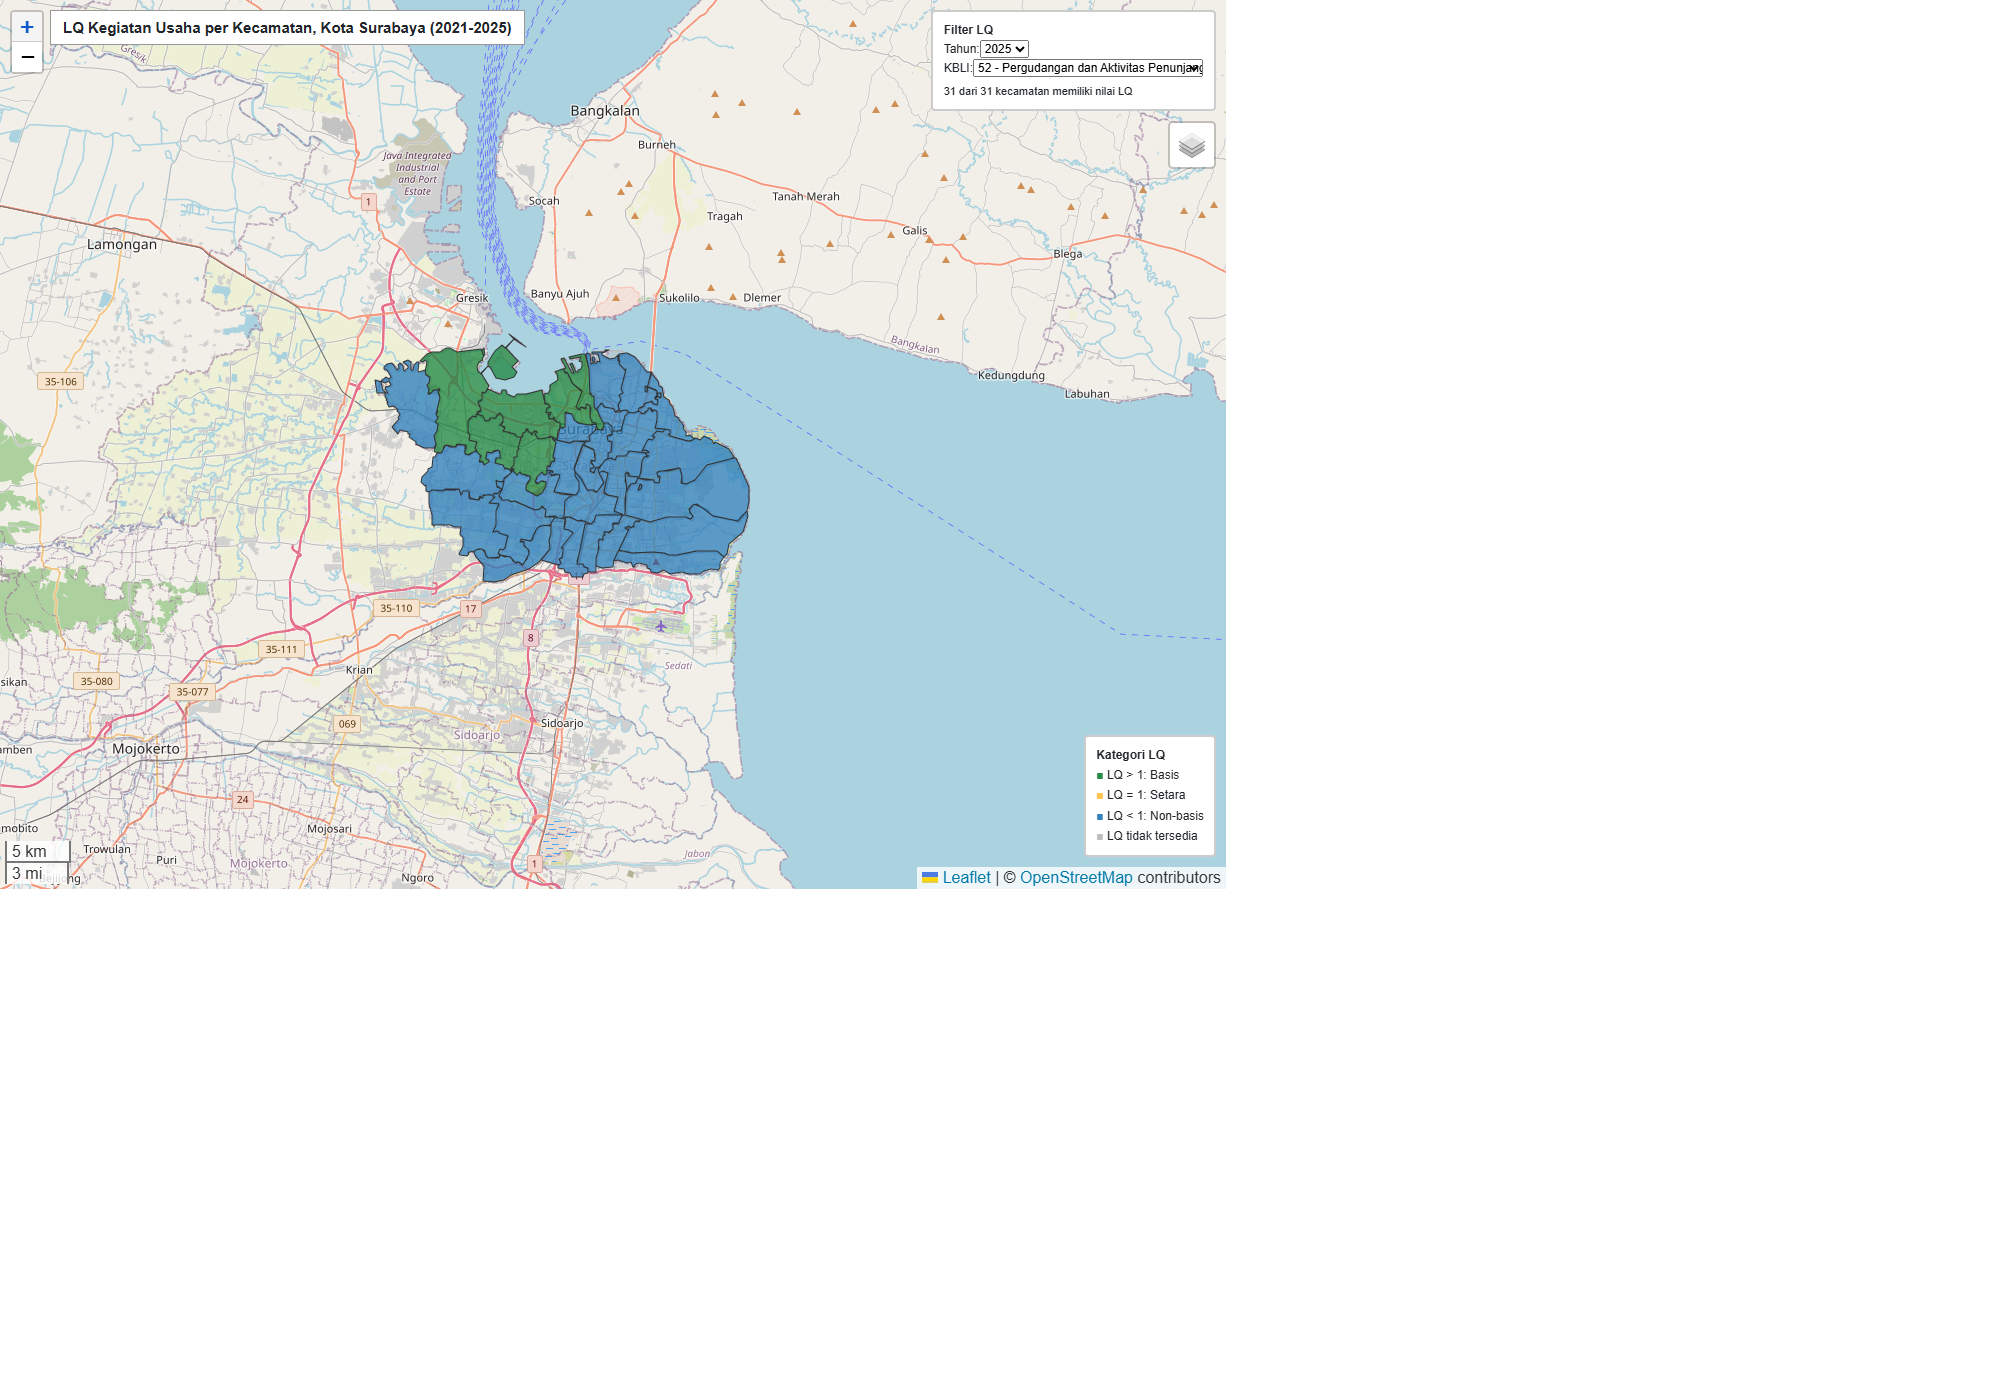 +
−
LQ Kegiatan Usaha per Kecamatan, Kota Surabaya (2021-2025)
Filter LQ
Tahun: 2025
KBLI: 52 - Pergudangan dan Aktivitas Penunjang
31 dari 31 kecamatan memiliki nilai LQ
Gresik
Bangkalan
Burneh
Java Integrated
Industrial
and Port
Estate
1
Socah
Tanah Merah
Tragah
Galis
Lamongan
Blega
Gresik
Banyu Ajuh
Sukolilo
Dlemer
Bangkalan
35-106
Kedungdung
Labuhan
Surabaya
35-110
17
8
35-111
Krian
Sedati
sikan
35-080
35-077
069
Sidoarjo
Sidoarjo
amben
Mojokerto
24
mobito
Mojosari
Trowulan
Puri
Mojokerto
1
Jabon
Ngoro
5 km
3 mi
Kategori LQ
LQ > 1: Basis
LQ = 1: Setara
LQ < 1: Non-basis
LQ tidak tersedia
Leaflet | © OpenStreetMap contributors